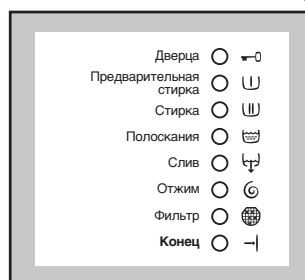 Дверца
Предварительная
стирка
Стирка
Полоскания
Слив
Отжим
Фильтр
Конец